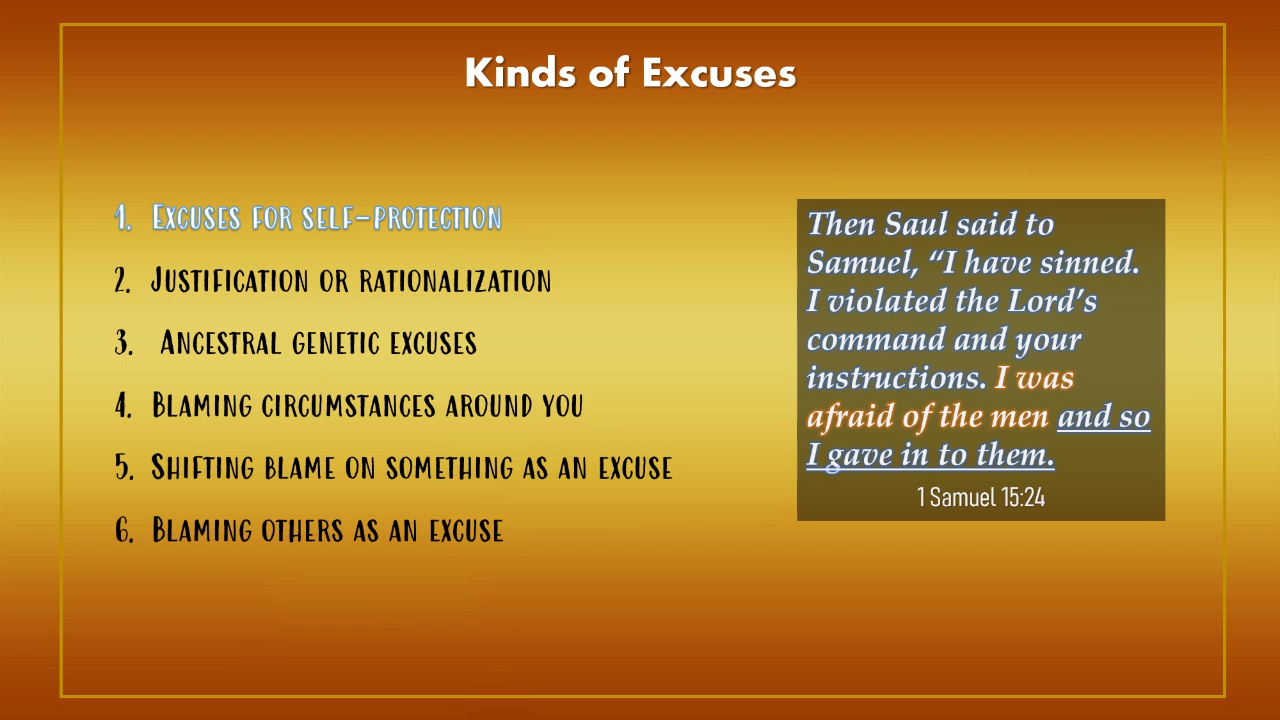 Kinds of Excuses
1. Excuses for self-protection
2. Justification or rationalization
3. Ancestral genetic excuses
4. Blaming circumstances around you
5. Shifting blame on something as an excuse
6. Blaming others as an excuse
Then Saul said to
Samuel, “I have sinned.
I violated the Lord’s
command and your
instructions. I was
afraid of the men and so
I gave in to them.
1 Samuel 15:24